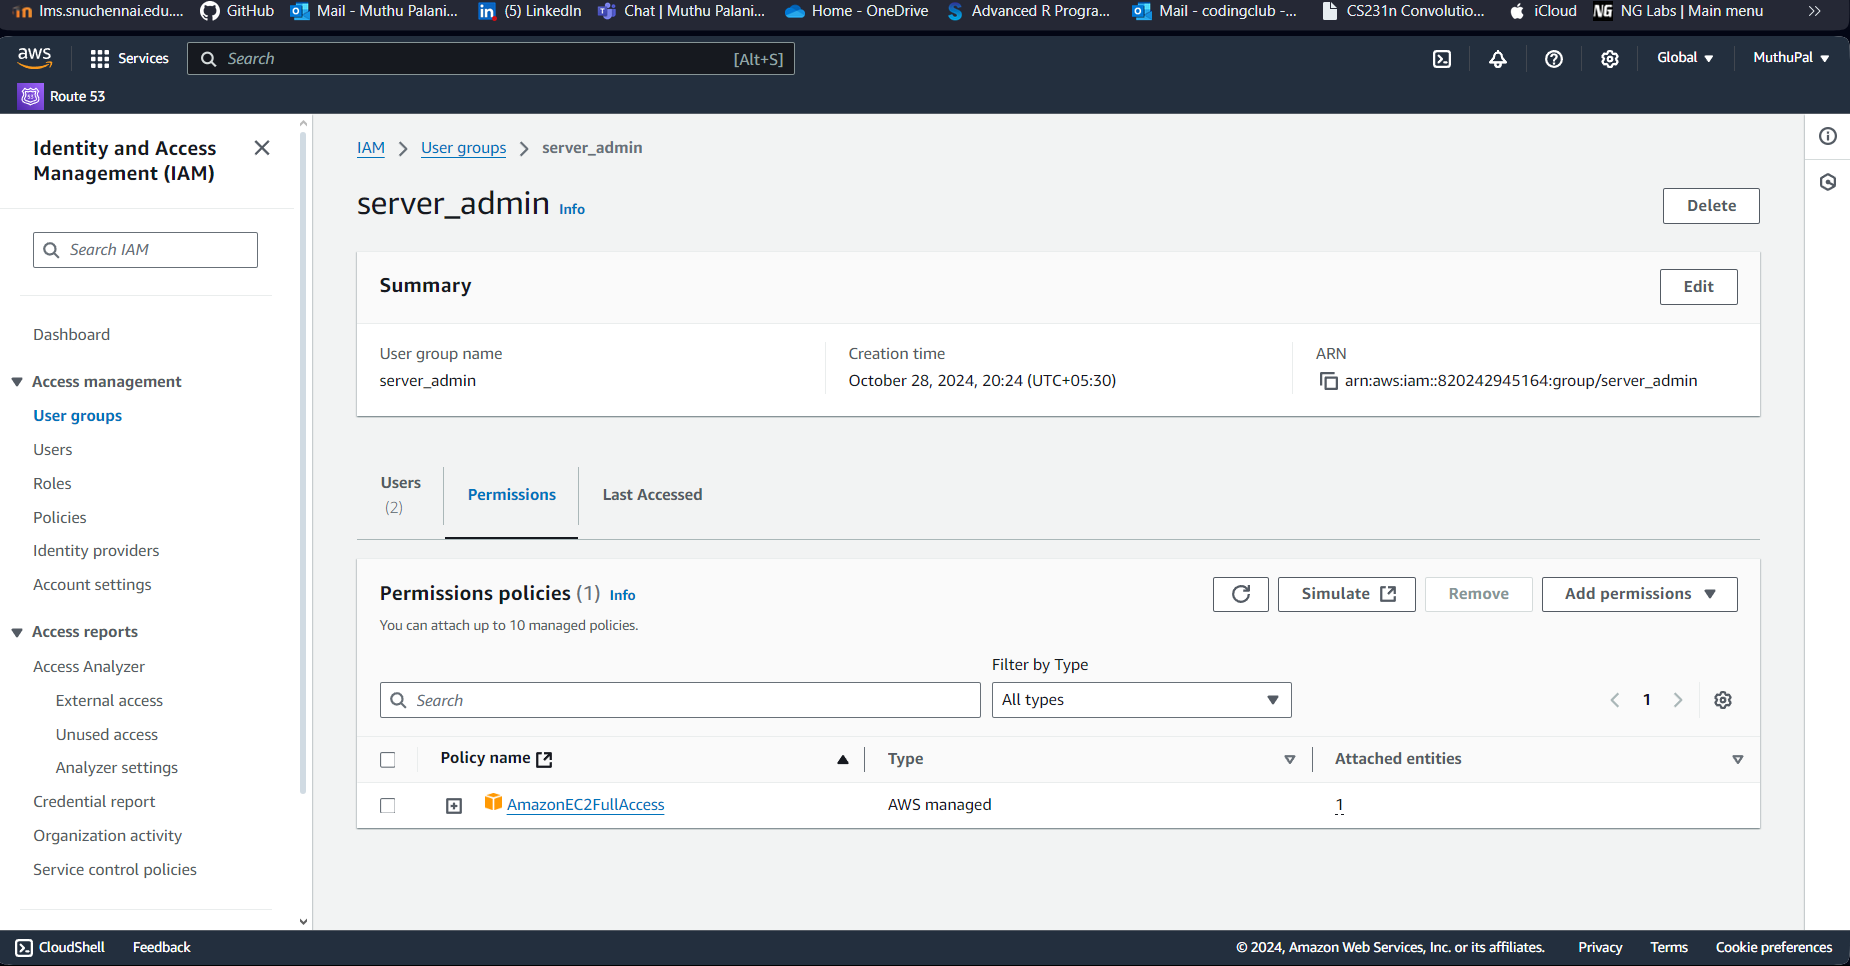 lms.snuchennai.edu.... GitHub Mail - Muthu Palani... (5) LinkedIn Chat | Muthu Palani... Home - OneDrive Advanced R Progra... Mail - codingclub -... CS231n Convolutio... iCloud NG Labs | Main menu
aws Services Search [Alt+S] Global MuthuPal
Route 53
Identity and Access
Management (IAM)
Search IAM
Dashboard
Access management
User groups
Users
Roles
Policies
Identity providers
Account settings
Access reports
Access Analyzer
External access
Unused access
Analyzer settings
Credential report
Organization activity
Service control policies
IAM > User groups > server_admin
server_admin Info
Delete
Summary
Edit
User group name
server_admin
Creation time
October 28, 2024, 20:24 (UTC+05:30)
ARN
arn:aws:iam::820242945164:group/server_admin
Users
(2)
Permissions
Last Accessed
Permissions policies (1) Info
You can attach up to 10 managed policies.
Simulate Remove Add permissions
Filter by Type
Search All types 1
Policy name Type Attached entities
AmazonEC2FullAccess AWS managed 1
CloudShell Feedback © 2024, Amazon Web Services, Inc. or its affiliates. Privacy Terms Cookie preferences